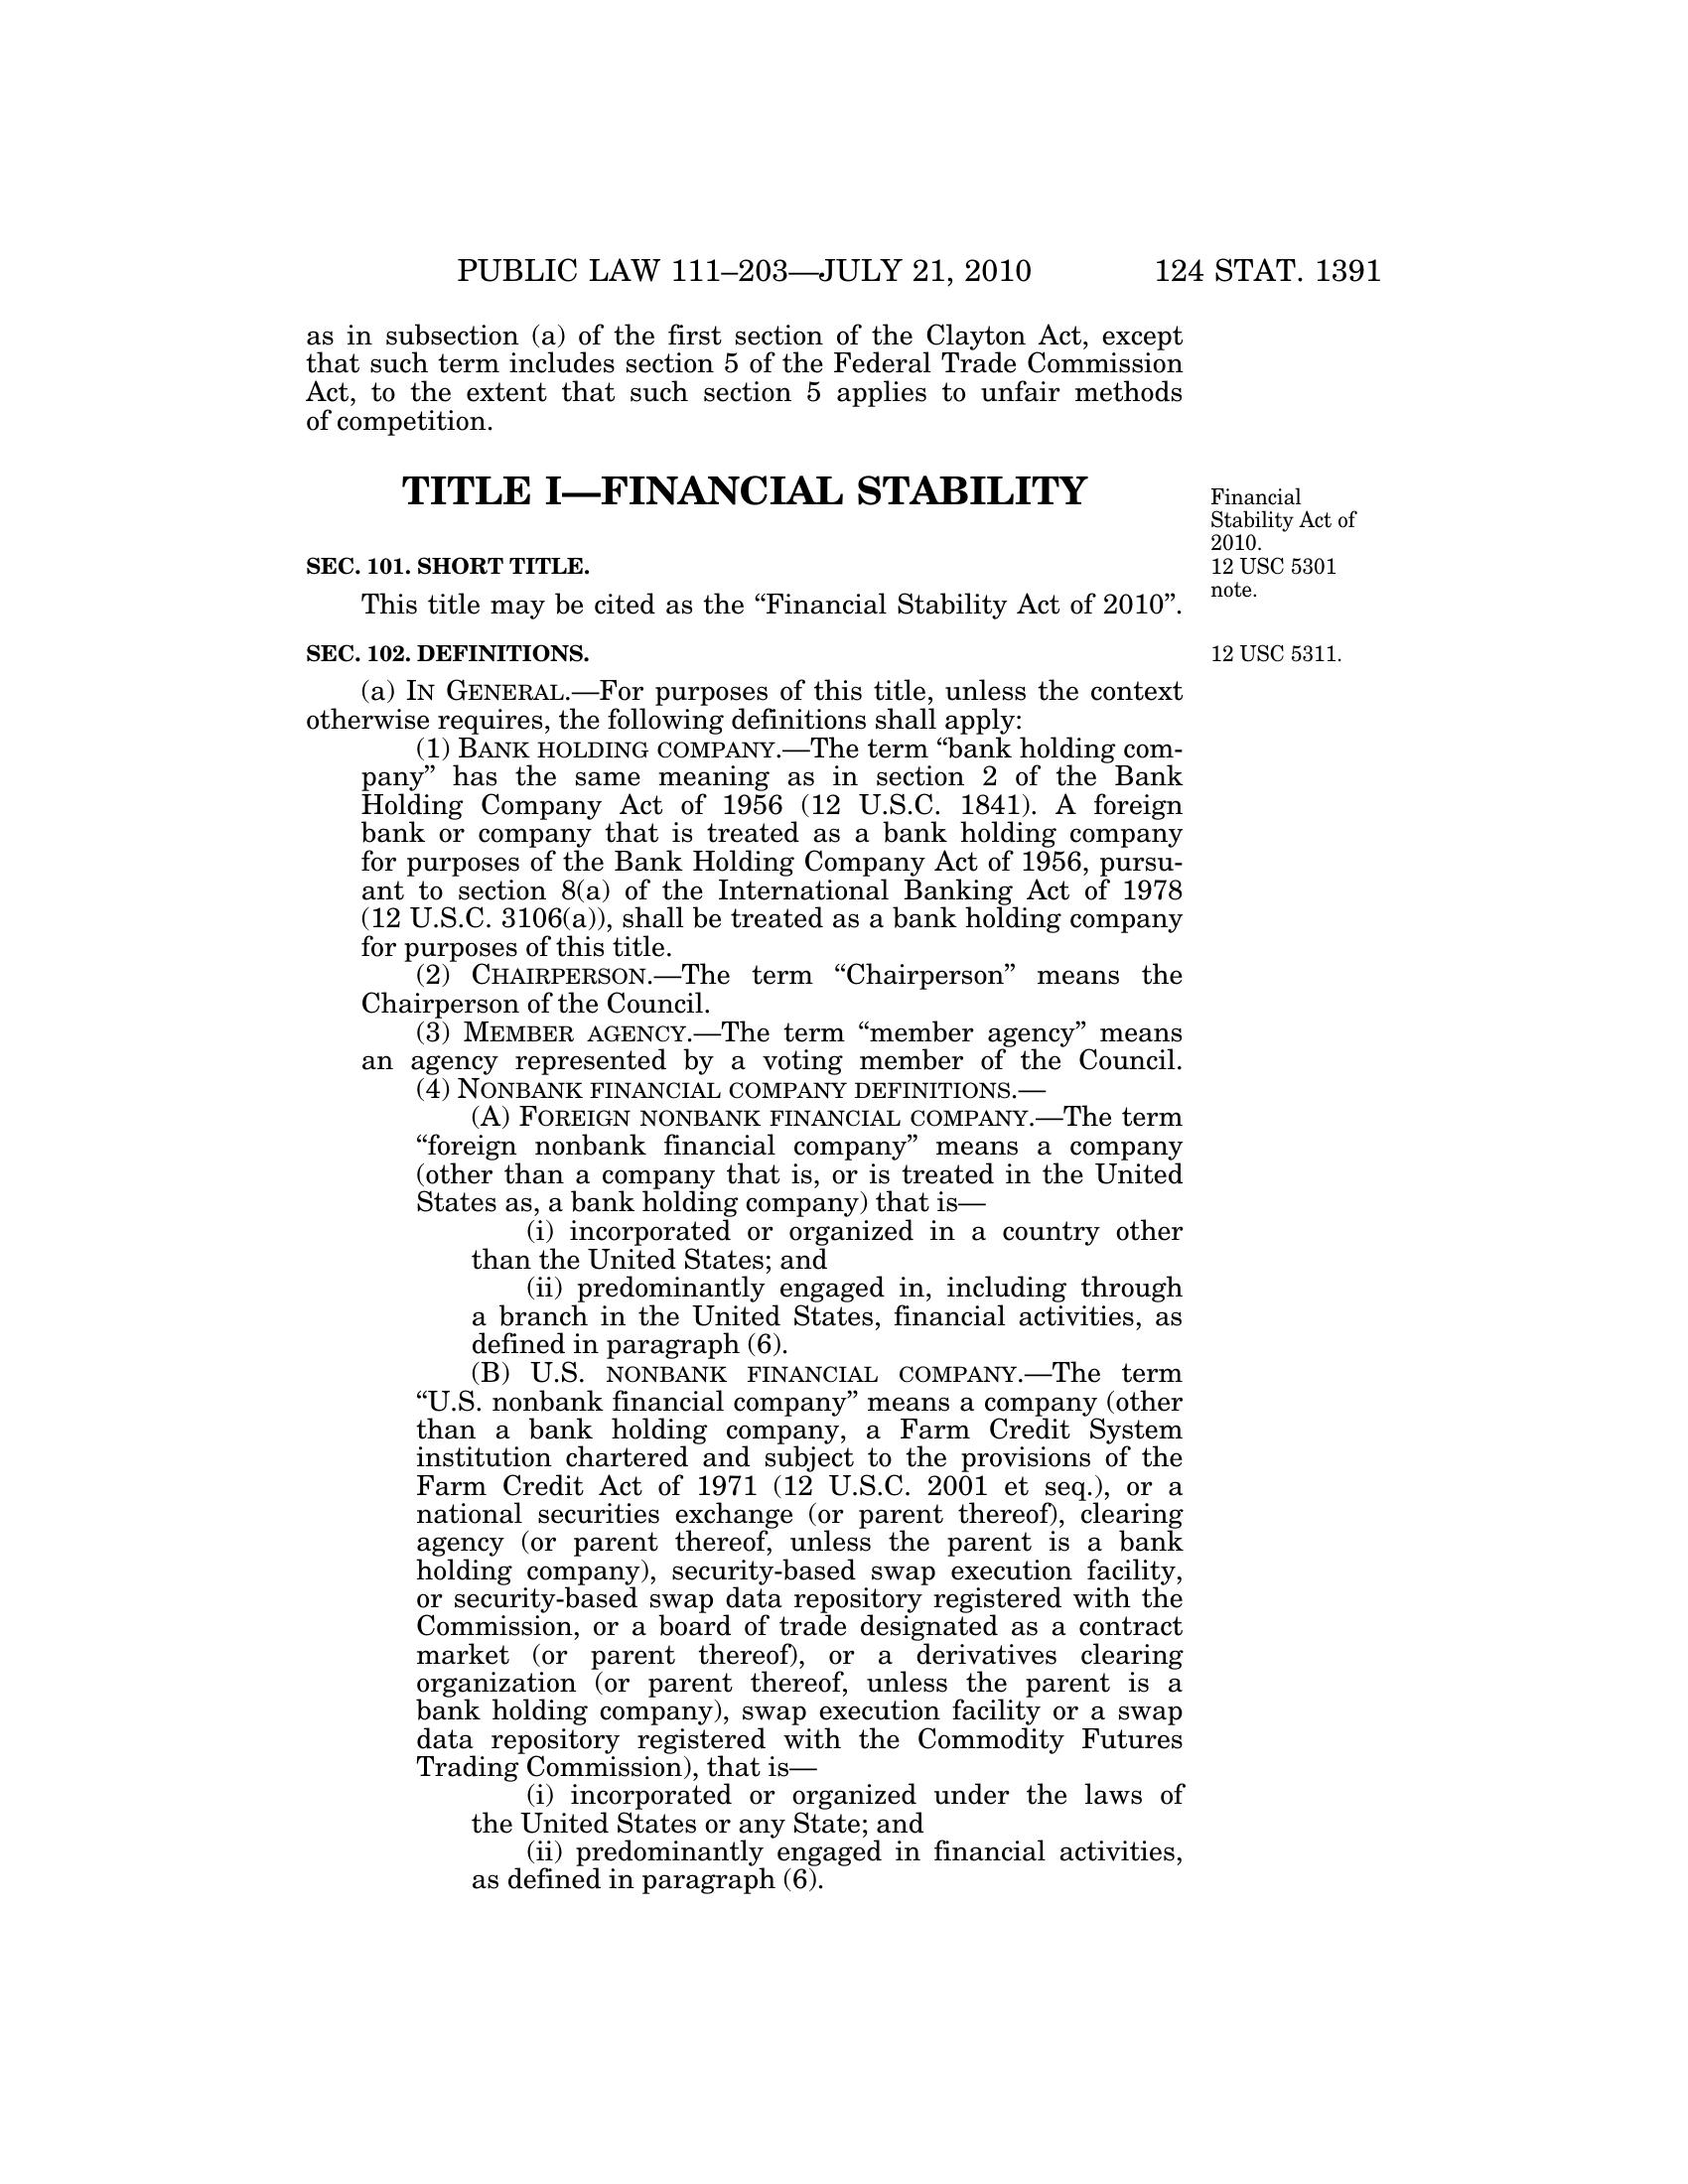 PUBLIC LAW 111–203—JULY 21, 2010 124 STAT. 1391
as in subsection (a) of the first section of the Clayton Act, except
that such term includes section 5 of the Federal Trade Commission
Act, to the extent that such section 5 applies to unfair methods
of competition.
TITLE I—FINANCIAL STABILITY
Financial
Stability Act of
2010.
SEC. 101. SHORT TITLE.
12 USC 5301
note.
This title may be cited as the “Financial Stability Act of 2010”.
SEC. 102. DEFINITIONS.
12 USC 5311.
(a) IN GENERAL.—For purposes of this title, unless the context
otherwise requires, the following definitions shall apply:
(1) BANK HOLDING COMPANY.—The term “bank holding com-
pany” has the same meaning as in section 2 of the Bank
Holding Company Act of 1956 (12 U.S.C. 1841). A foreign
bank or company that is treated as a bank holding company
for purposes of the Bank Holding Company Act of 1956, pursu-
ant to section 8(a) of the International Banking Act of 1978
(12 U.S.C. 3106(a)), shall be treated as a bank holding company
for purposes of this title.
(2) CHAIRPERSON.—The term “Chairperson” means the
Chairperson of the Council.
(3) MEMBER AGENCY.—The term “member agency” means
an agency represented by a voting member of the Council.
(4) NONBANK FINANCIAL COMPANY DEFINITIONS.—
(A) FOREIGN NONBANK FINANCIAL COMPANY.—The term
“foreign nonbank financial company” means a company
(other than a company that is, or is treated in the United
States as, a bank holding company) that is—
(i) incorporated or organized in a country other
than the United States; and
(ii) predominantly engaged in, including through
a branch in the United States, financial activities, as
defined in paragraph (6).
(B) U.S. NONBANK FINANCIAL COMPANY.—The term
“U.S. nonbank financial company” means a company (other
than a bank holding company, a Farm Credit System
institution chartered and subject to the provisions of the
Farm Credit Act of 1971 (12 U.S.C. 2001 et seq.), or a
national securities exchange (or parent thereof), clearing
agency (or parent thereof, unless the parent is a bank
holding company), security-based swap execution facility,
or security-based swap data repository registered with the
Commission, or a board of trade designated as a contract
market (or parent thereof), or a derivatives clearing
organization (or parent thereof, unless the parent is a
bank holding company), swap execution facility or a swap
data repository registered with the Commodity Futures
Trading Commission), that is—
(i) incorporated or organized under the laws of
the United States or any State; and
(ii) predominantly engaged in financial activities,
as defined in paragraph (6).